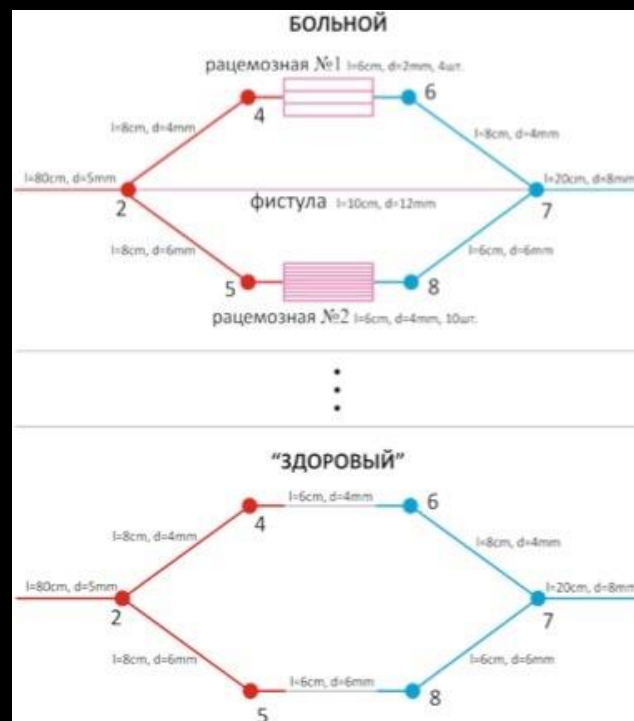 БОЛЬНОЙ
рацемозная №1 l=6cm, d=2mm, 4шт.
4
6
l=8cm, d=4mm
l=8cm, d=4mm
l=80cm, d=5mm
l=20cm, d=8mm
2
фистула l=10cm, d=12mm
7
l=8cm, d=6mm
l=6cm, d=6mm
5
8
рацемозная №2 l=6cm, d=4mm, 10шт.
"ЗДОРОВЫЙ"
l=6cm, d=4mm
4
6
l=8cm, d=4mm
l=8cm, d=4mm
l=80cm, d=5mm
l=20cm, d=8mm
2
7
l=8cm, d=6mm
l=6cm, d=6mm
l=6cm, d=6mm
5
8